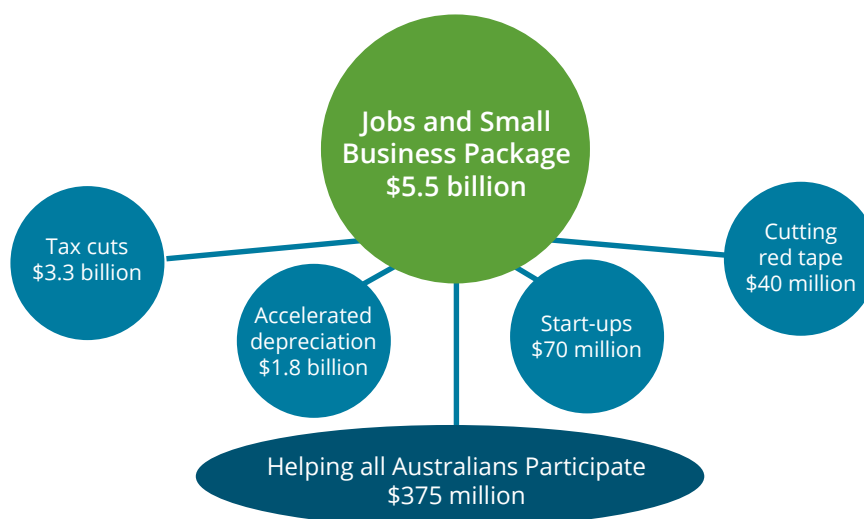 Jobs and Small
Business Package
$5.5 billion
Tax cuts
$3.3 billion
Accelerated
depreciation
$1.8 billion
Start-ups
$70 million
Cutting
red tape
$40 million
Helping all Australians Participate
$375 million